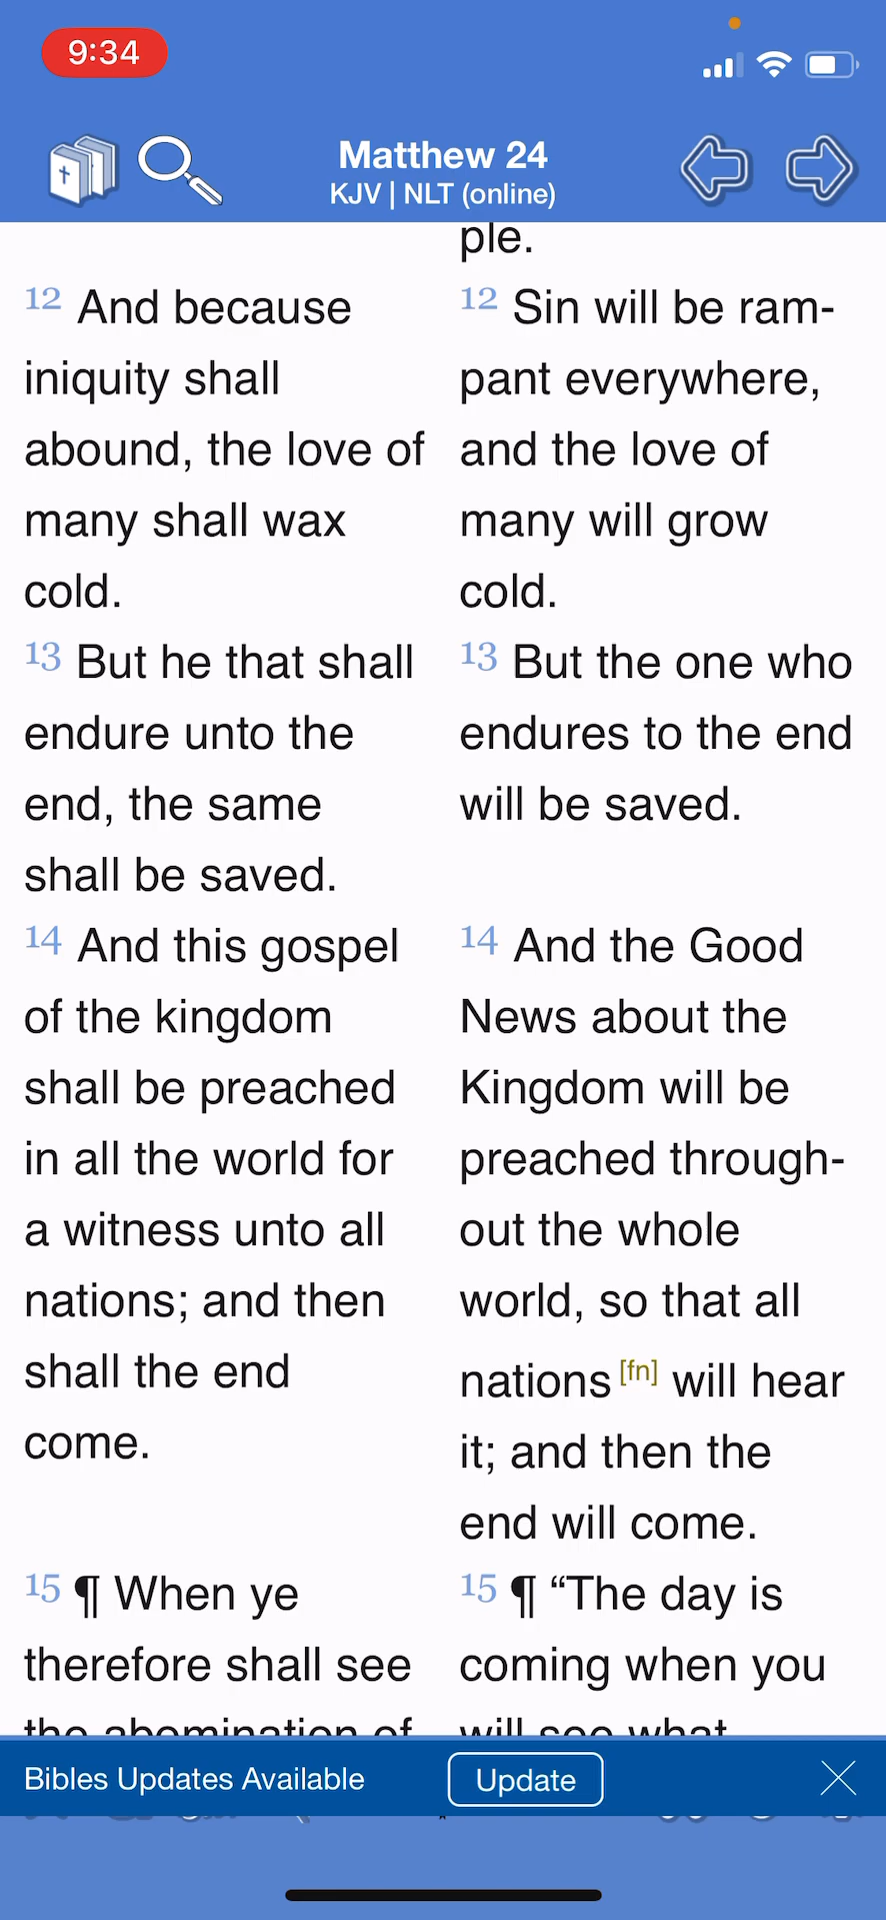 9:34
Matthew 24
KJV | NLT (online)
ple.
12 And because
iniquity shall
abound, the love of
many shall wax
cold.
13 But he that shall
endure unto the
end, the same
shall be saved.
14 And this gospel
of the kingdom
shall be preached
in all the world for
a witness unto all
nations; and then
shall the end
come.
15 ¶ When ye
therefore shall see
the abomination of
12 Sin will be ram-
pant everywhere,
and the love of
many will grow
cold.
13 But the one who
endures to the end
will be saved.
14 And the Good
News about the
Kingdom will be
preached through-
out the whole
world, so that all
nations [fn] will hear
it; and then the
end will come.
15 ¶ “The day is
coming when you
will see what
Bibles Updates Available
Update